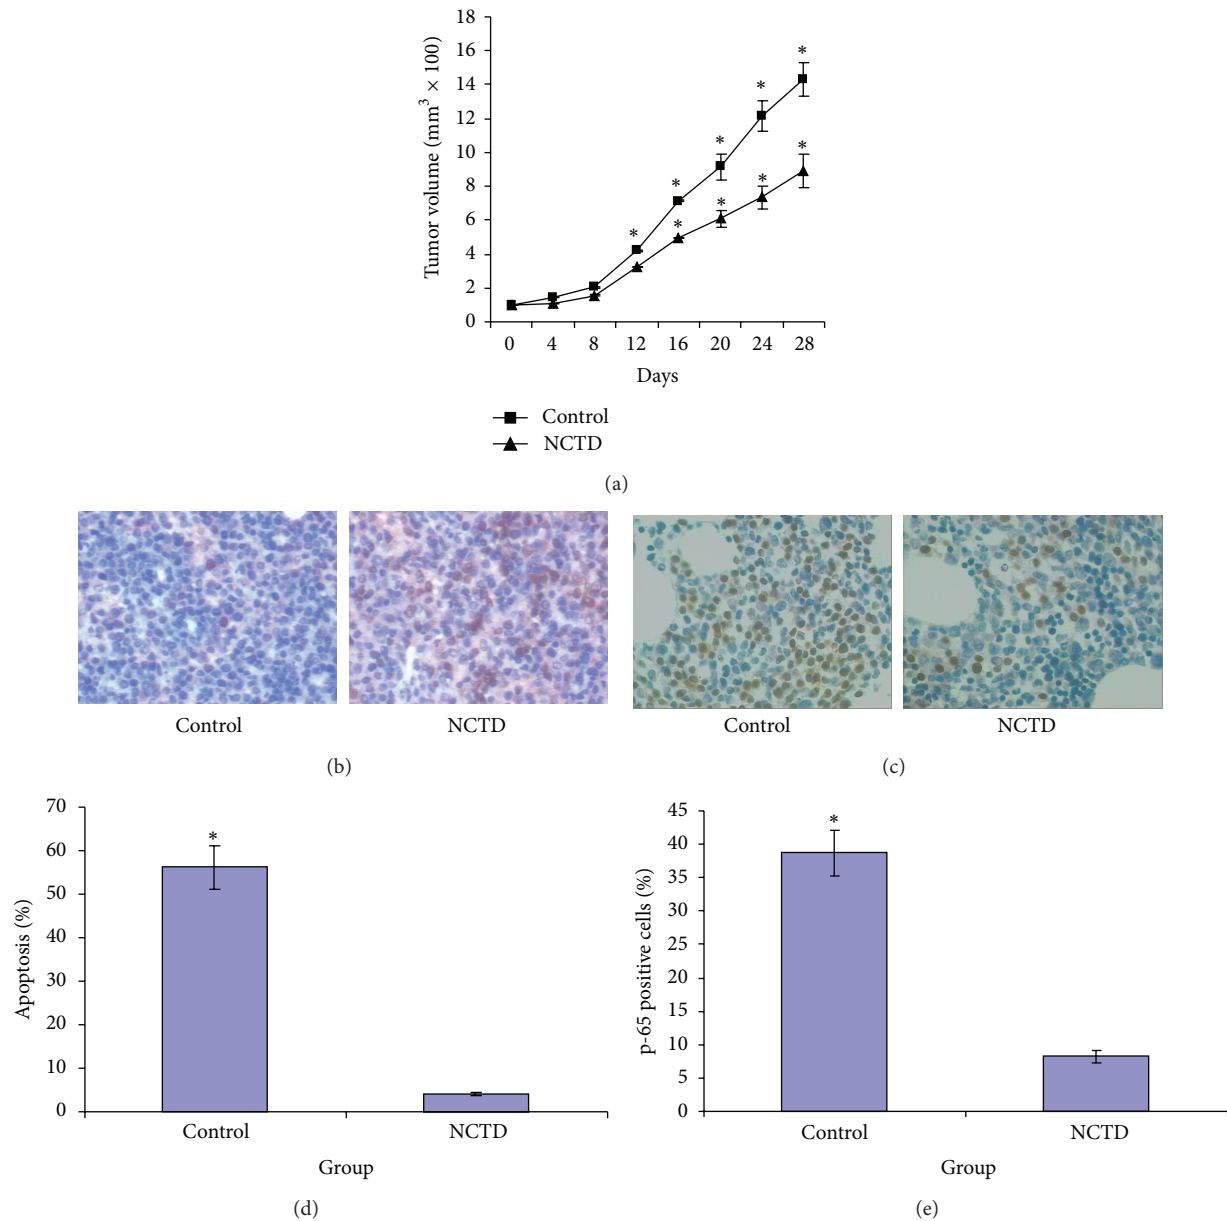 Tumor volume (mm³ × 100)
18
16
14
12
10
8
6
4
2
0
* * * * *
* * * * *
0 4 8 12 16 20 24 28
Days
Control
NCTD
(a)
Control NCTD
(b)
Control NCTD
(c)
Apoptosis (%)
70
60
50
40
30
20
10
0
*
Control NCTD
Group
(d)
p-65 positive cells (%)
45
40
35
30
25
20
15
10
5
0
*
Control NCTD
Group
(e)